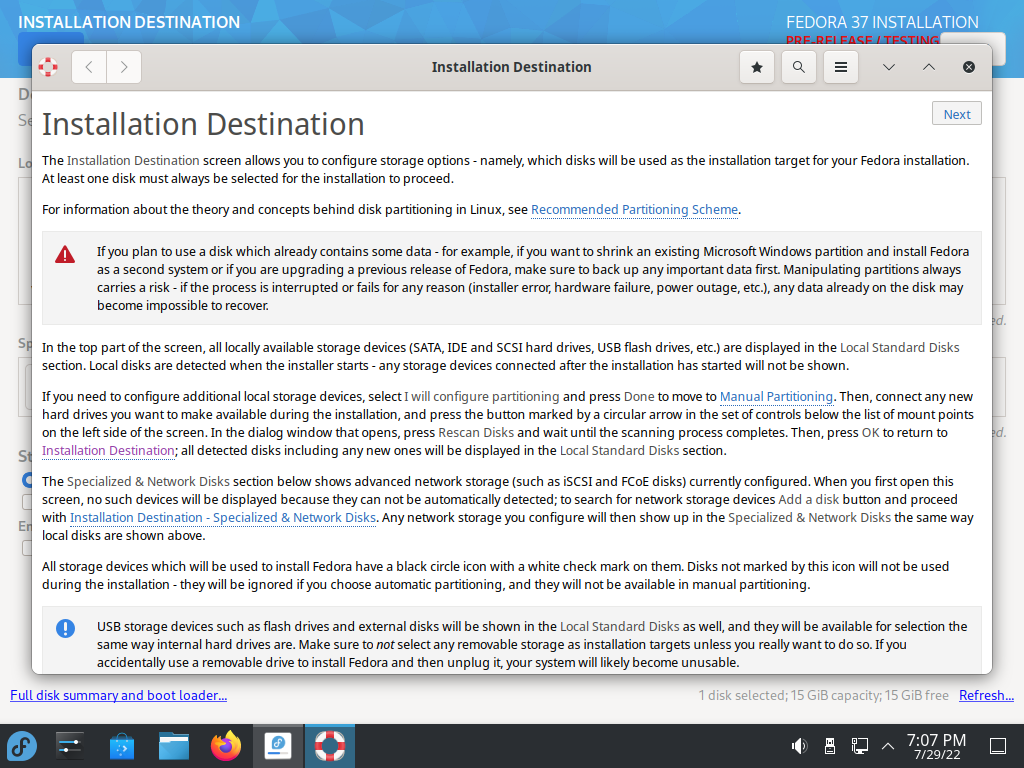 INSTALLATION DESTINATION
FEDORA 37 INSTALLATION
PRE-RELEASE / TESTING
Installation Destination
Installation Destination
Next
The Installation Destination screen allows you to configure storage options - namely, which disks will be used as the installation target for your Fedora installation.
At least one disk must always be selected for the installation to proceed.
For information about the theory and concepts behind disk partitioning in Linux, see Recommended Partitioning Scheme.
If you plan to use a disk which already contains some data - for example, if you want to shrink an existing Microsoft Windows partition and install Fedora
as a second system or if you are upgrading a previous release of Fedora, make sure to back up any important data first. Manipulating partitions always
carries a risk - if the process is interrupted or fails for any reason (installer error, hardware failure, power outage, etc.), any data already on the disk may
become impossible to recover.
In the top part of the screen, all locally available storage devices (SATA, IDE and SCSI hard drives, USB flash drives, etc.) are displayed in the Local Standard Disks
section. Local disks are detected when the installer starts - any storage devices connected after the installation has started will not be shown.
If you need to configure additional local storage devices, select I will configure partitioning and press Done to move to Manual Partitioning. Then, connect any new
hard drives you want to make available during the installation, and press the button marked by a circular arrow in the set of controls below the list of mount points
on the left side of the screen. In the dialog window that opens, press Rescan Disks and wait until the scanning process completes. Then, press OK to return to
Installation Destination; all detected disks including any new ones will be displayed in the Local Standard Disks section.
The Specialized & Network Disks section below shows advanced network storage (such as iSCSI and FCoE disks) currently configured. When you first open this
screen, no such devices will be displayed because they can not be automatically detected; to search for network storage devices Add a disk button and proceed
with Installation Destination - Specialized & Network Disks. Any network storage you configure will then show up in the Specialized & Network Disks the same way
local disks are shown above.
All storage devices which will be used to install Fedora have a black circle icon with a white check mark on them. Disks not marked by this icon will not be used
during the installation - they will be ignored if you choose automatic partitioning, and they will not be available in manual partitioning.
USB storage devices such as flash drives and external disks will be shown in the Local Standard Disks as well, and they will be available for selection the
same way internal hard drives are. Make sure to not select any removable storage as installation targets unless you really want to do so. If you
accidentally use a removable drive to install Fedora and then unplug it, your system will likely become unusable.
Full disk summary and boot loader...
1 disk selected; 15 GiB capacity; 15 GiB free
Refresh...
7:07 PM
7/29/22